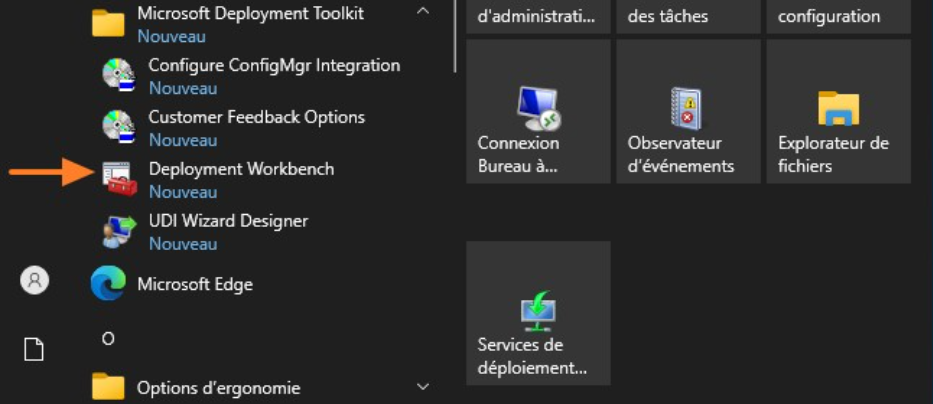 Microsoft Deployment Toolkit
Nouveau
Configure ConfigMgr Integration
Nouveau
Customer Feedback Options
Nouveau
Deployment Workbench
Nouveau
UDI Wizard Designer
Nouveau
Microsoft Edge
O
Options d'ergonomie
d'administrati...
des tâches
configuration
Connexion
Bureau à...
Observateur
d'événements
Explorateur de
fichiers
Services de
déploiement...